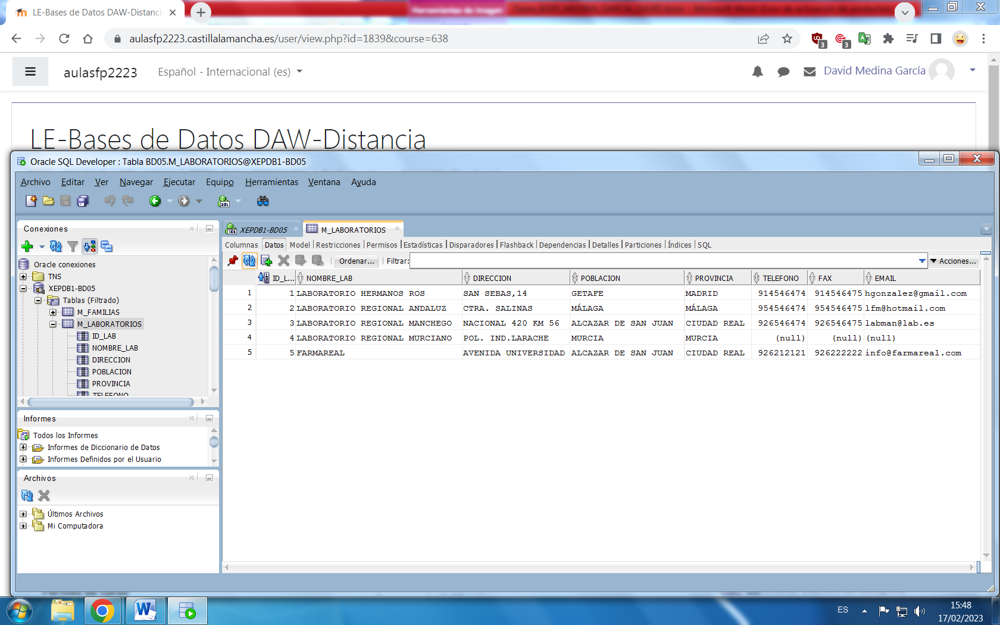 LE-Bases de Datos DAW-Distanci
aulasfp2223.castillalamancha.es/user/view.php?id=1839&course=638
3
3
aulasfp2223
Español - Internacional (es)
David Medina García
LE-Bases de Datos DAW-Distancia
Oracle SQL Developer : Tabla BD05.M_LABORATORIOS@XEPDB1-BD05
Archivo Editar Ver Navegar Ejecutar Equipo Herramientas Ventana Ayuda
Conexiones
XEPDB1-BD05
M_LABORATORIOS
Columnas Datos Model Restricciones Permisos Estadísticas Disparadores Flashback Dependencias Detalles Particiones Índices SQL
Ordenar... Filtrar: Acciones...
Oracle conexiones
TNS
XEPDB1-BD05
Tablas (Filtrado)
M_FAMILIAS
M_LABORATORIOS
ID_LAB
NOMBRE_LAB
DIRECCION
POBLACION
PROVINCIA
TELEFONO
ID_L... NOMBRE_LAB DIRECCION POBLACION PROVINCIA TELEFONO FAX EMAIL
1 1 LABORATORIO HERMANOS ROS SAN SEBAS,14 GETAFE MADRID 914546474 914546475 hgonzalez@gmail.com
2 2 LABORATORIO REGIONAL ANDALUZ CTRA. SALINAS MÁLAGA MÁLAGA 954546474 954546475 lfm@hotmail.com
3 3 LABORATORIO REGIONAL MANCHEGO NACIONAL 420 KM 56 ALCAZAR DE SAN JUAN CIUDAD REAL 926546474 926546475 labman@lab.es
4 4 LABORATORIO REGIONAL MURCIANO POL. IND.LARACHE MURCIA MURCIA (null) (null) (null)
5 5 FARMAREAL AVENIDA UNIVERSIDAD ALCAZAR DE SAN JUAN CIUDAD REAL 926212121 926222222 info@farmareal.com
Informes
Todos los Informes
Informes de Diccionario de Datos
Informes Definidos por el Usuario
Archivos
Últimos Archivos
Mi Computadora
ES
15:48
17/02/2023